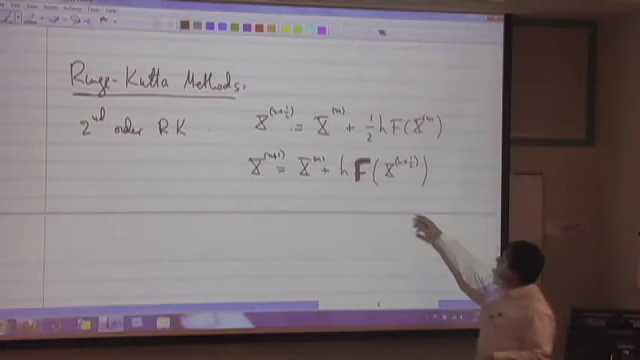 Runge-Kutta Methods.
2nd order RK X^(n+½) = X^(n) + ½ h F(X^(n))
X^(n+1) = X^(n) + h F(X^(n+½))